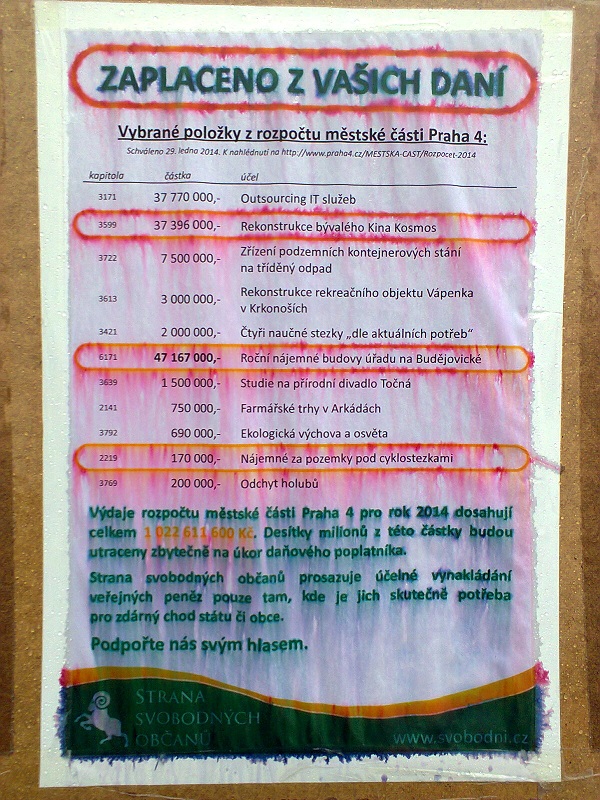 ZAPLACENO Z VAŠICH DANÍ
Vybrané položky z rozpočtu městské části Praha 4:
Schváleno 29. ledna 2014. K nahlédnutí na http://www.praha4.cz/MESTSKA-CAST/Rozpocet-2014
kapitola částka účel
3171 37 770 000,- Outsourcing IT služeb
3599 37 396 000,- Rekonstrukce bývalého Kina Kosmos
3722 7 500 000,- Zřízení podzemních kontejnerových stání
na tříděný odpad
3613 3 000 000,- Rekonstrukce rekreačního objektu Vápenka
v Krkonoších
3421 2 000 000,- Čtyři naučné stezky „dle aktuálních potřeb“
6171 47 167 000,- Roční nájemné budovy úřadu na Budějovické
3639 1 500 000,- Studie na přírodní divadlo Točná
2141 750 000,- Farmářské trhy v Arkádách
3792 690 000,- Ekologická výchova a osvěta
2219 170 000,- Nájemné za pozemky pod cyklostezkami
3769 200 000,- Odchyt holubů
Výdaje rozpočtu městské části Praha 4 pro rok 2014 dosahují
celkem 1 022 611 600 Kč. Desítky milionů z této částky budou
utraceny zbytečně na úkor daňového poplatníka.
Strana svobodných občanů prosazuje účelné vynakládání
veřejných peněz pouze tam, kde je jich skutečně potřeba
pro zdárný chod státu či obce.
Podpořte nás svým hlasem.
STRANA
SVOBODNÝCH
OBČANŮ
www.svobodni.cz